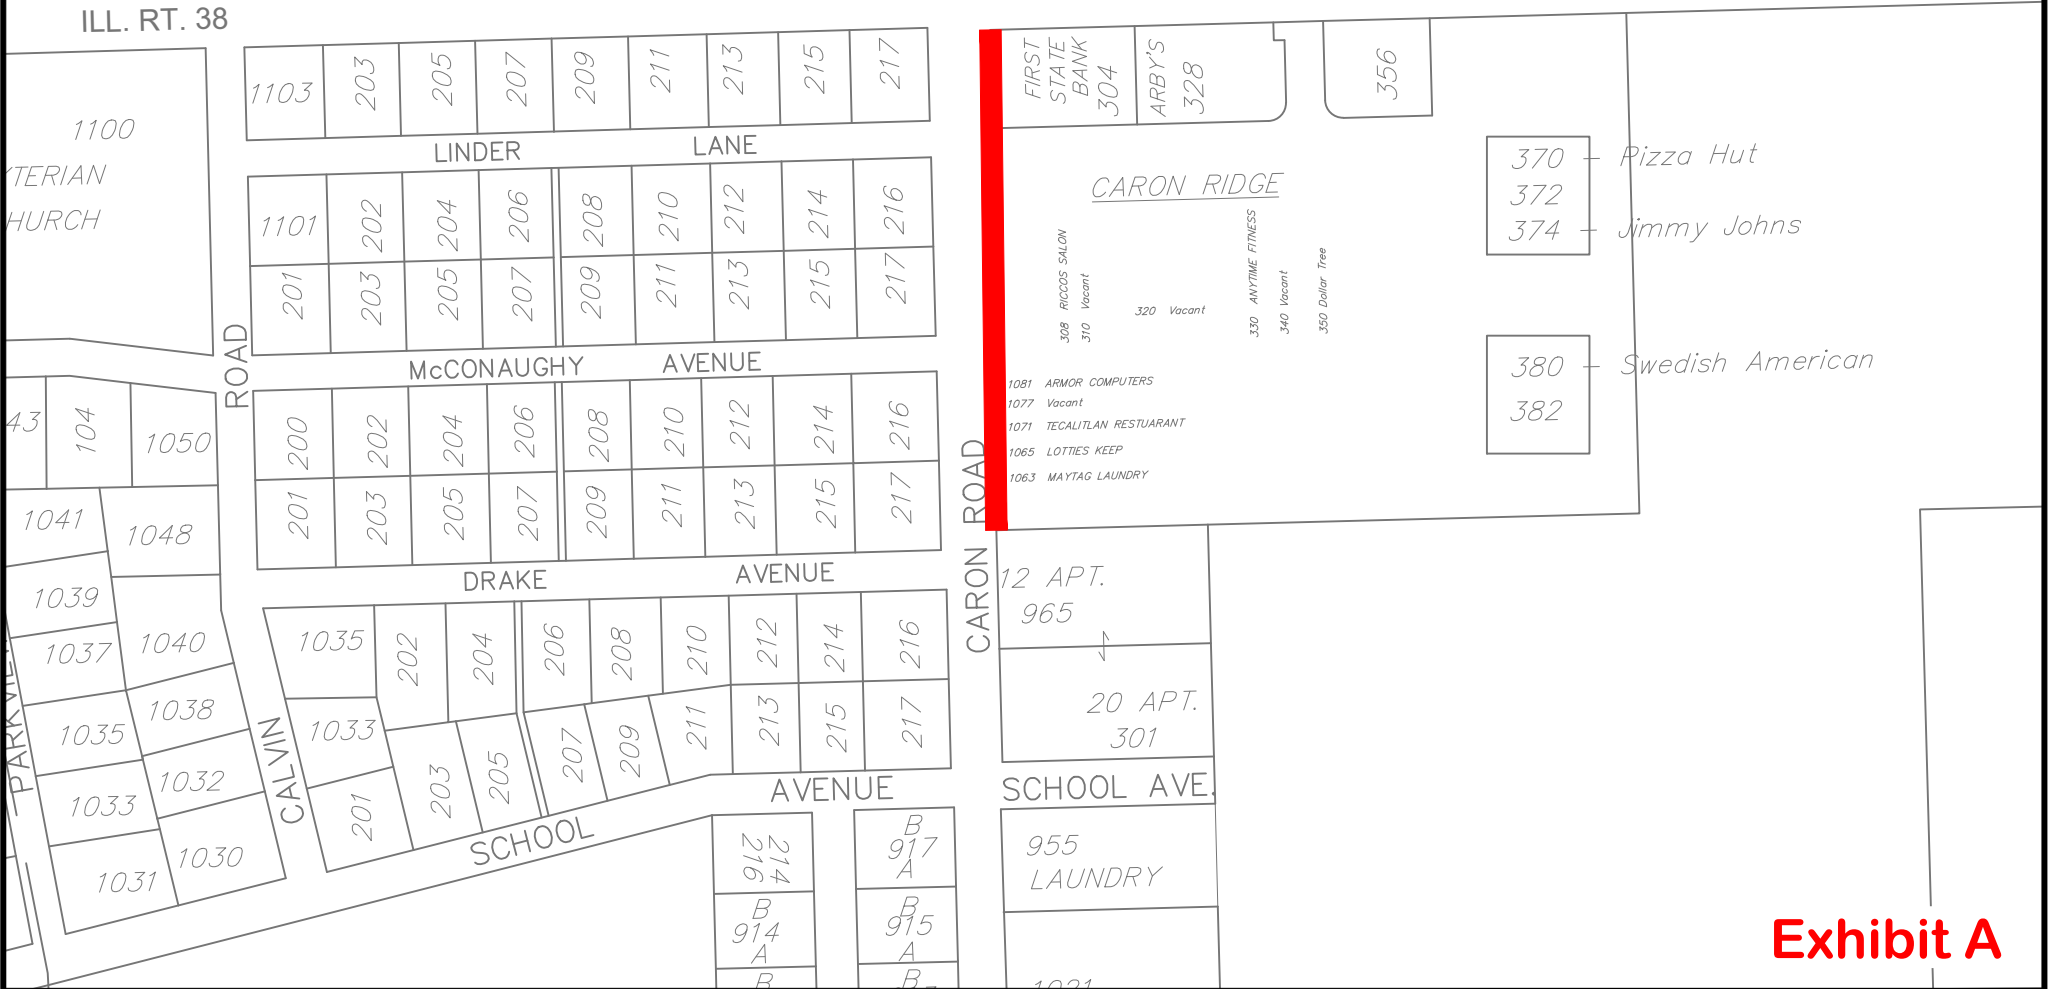 ILL. RT. 38
1103
203
205
207
209
211
213
215
217
FIRST
STATE
BANK
304
ARBY'S
328
356
1100
YTERIAN
HURCH
LINDER LANE
370 - Pizza Hut
372
374 - Jimmy Johns
CARON RIDGE
1101
202
204
206
208
210
212
214
216
201
203
205
207
209
211
213
215
217
308 RICCOS SALON
310 Vacant
320 Vacant
330 ANYTIME FITNESS
340 Vacant
350 Dollar Tree
ROAD
McCONAUGHY AVENUE
380 - Swedish American
382
1081 ARMOR COMPUTERS
1077 Vacant
1071 TECALITLAN RESTUARANT
1065 LOTTIES KEEP
1063 MAYTAG LAUNDRY
43
104
1050
200
202
204
206
208
210
212
214
216
201
203
205
207
209
211
213
215
217
CARON ROAD
1041
1048
1039
1040
1037
1038
1035
1032
1033
1030
1031
DRAKE AVENUE
12 APT.
965
1035
202
204
206
208
210
212
214
216
1033
201
203
205
207
209
211
213
215
217
20 APT.
301
CALVIN
SCHOOL AVENUE
SCHOOL AVE.
214
216
B
917
A
955
LAUNDRY
B
914
A
B
915
A
B
B
Exhibit A